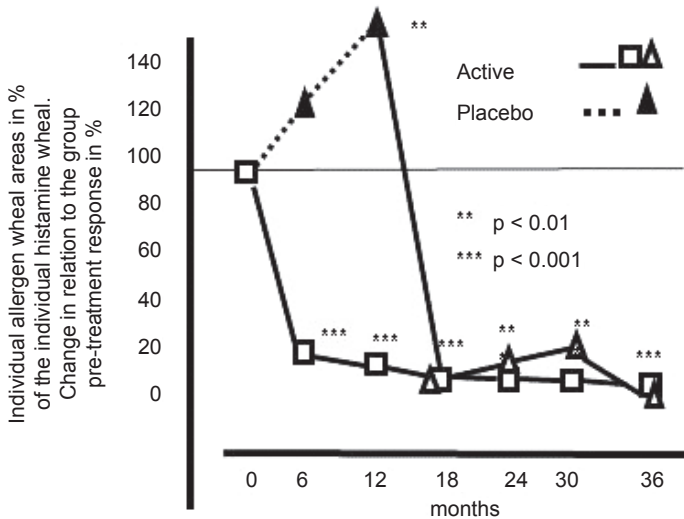 Individual allergen wheal areas in %
of the individual histamine wheal.
Change in relation to the group
pre-treatment response in %
140
120
100
80
60
40
20
0
**
Active
Placebo
** p < 0.01
*** p < 0.001
***
***
***
**
**
***
0 6 12 18 24 30 36
months